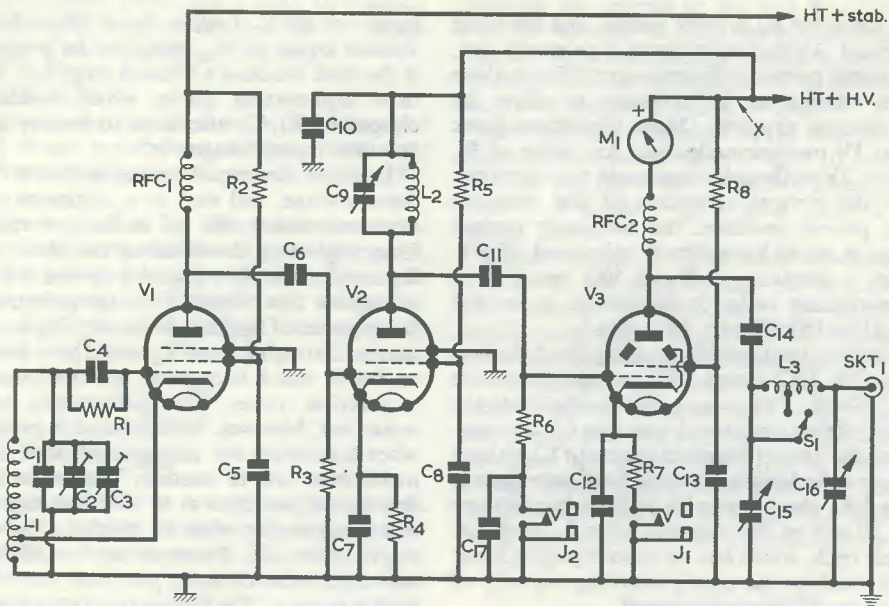 HT + stab.
HT + H.V.
X
M1
+
C10
RFC1
R2
C9
L2
R5
RFC2
R8
C6
C11
V1
V2
V3
C14
C4
L3
SKT1
R1
R6
S1
C1
C2
C3
R3
R7
C5
C8
C12
C13
C15
C16
L1
C7
R4
C17
V
J2
V
J1